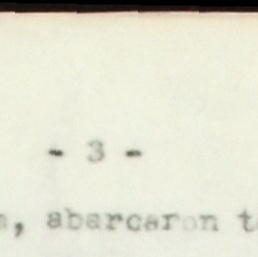 - 3 -
, abarcaron